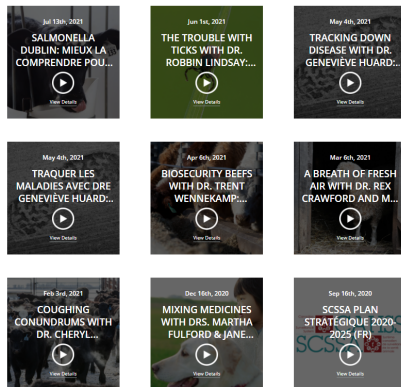 Jul 13th, 2021
SALMONELLA
DUBLIN: MIEUX LA
COMPRENDRE POU...
View Details
Jun 1st, 2021
THE TROUBLE WITH
TICKS WITH DR.
ROBBIN LINDSAY:...
View Details
May 4th, 2021
TRACKING DOWN
DISEASE WITH DR.
GENEVIÈVE HUARD:...
View Details
May 4th, 2021
TRAQUER LES
MALADIES AVEC DRE
GENEVIÈVE HUARD:...
View Details
Apr 6th, 2021
BIOSECURITY BEEFS
WITH DR. TRENT
WENNEKAMP:...
View Details
Mar 6th, 2021
A BREATH OF FRESH
AIR WITH DR. REX
CRAWFORD AND M...
View Details
Feb 3rd, 2021
COUGHING
CONUNDRUMS WITH
DR. CHERYL...
View Details
Dec 16th, 2020
MIXING MEDICINES
WITH DRS. MARTHA
FULFORD & JANE...
View Details
Sep 16th, 2020
SCSSA PLAN
STRATÉGIQUE 2020-
2025 (FR)
View Details